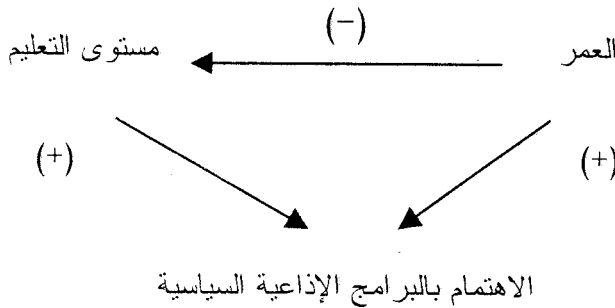 (−)
العمر
مستوى التعليم
(+)
(+)
الاهتمام بالبرامج الإذاعية السياسية